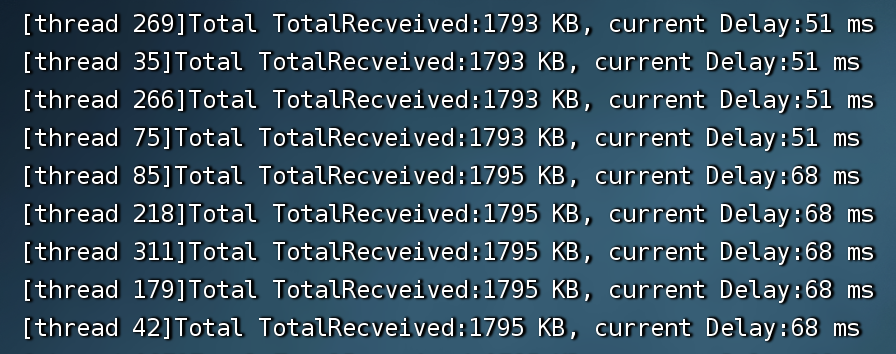 [thread 269]Total TotalRecveived:1793 KB, current Delay:51 ms
[thread 35]Total TotalRecveived:1793 KB, current Delay:51 ms
[thread 266]Total TotalRecveived:1793 KB, current Delay:51 ms
[thread 75]Total TotalRecveived:1793 KB, current Delay:51 ms
[thread 85]Total TotalRecveived:1795 KB, current Delay:68 ms
[thread 218]Total TotalRecveived:1795 KB, current Delay:68 ms
[thread 311]Total TotalRecveived:1795 KB, current Delay:68 ms
[thread 179]Total TotalRecveived:1795 KB, current Delay:68 ms
[thread 42]Total TotalRecveived:1795 KB, current Delay:68 ms